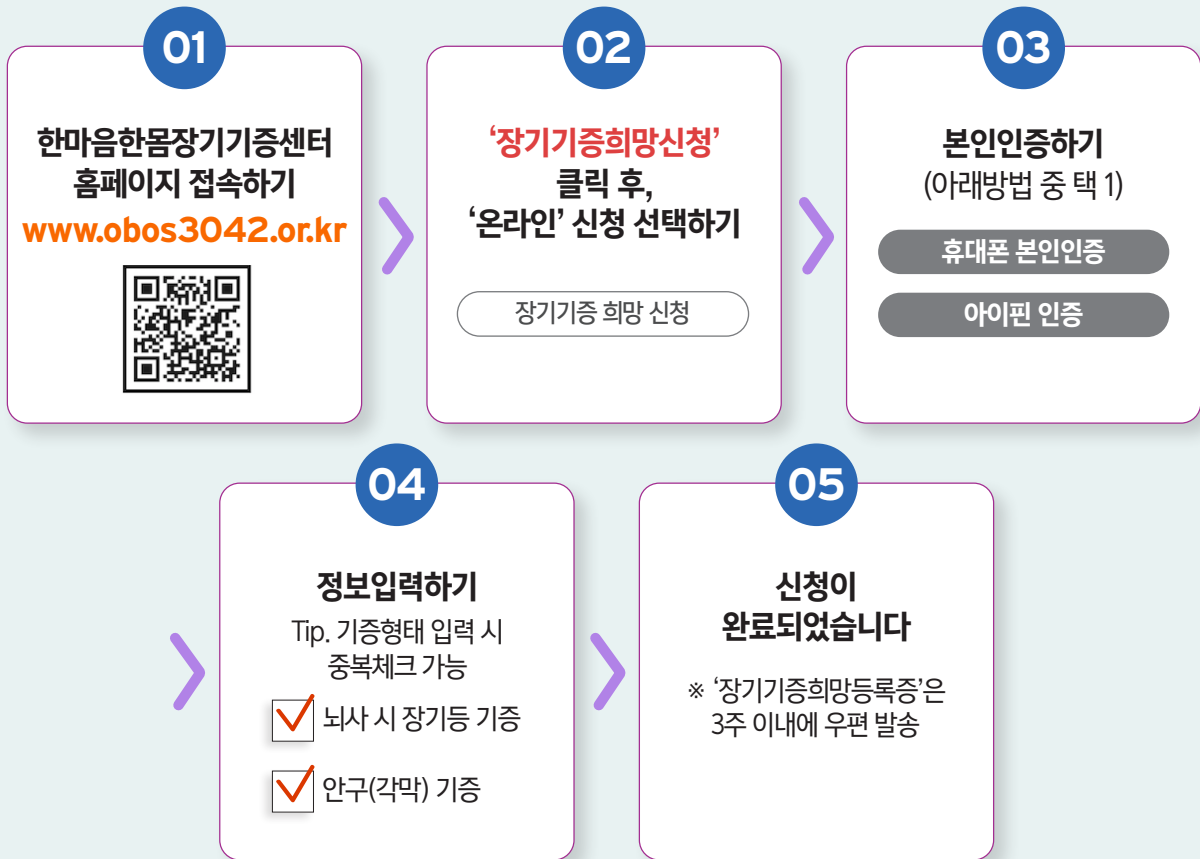 01
한마음한몸장기기증센터
홈페이지 접속하기
www.obos3042.or.kr
02
‘장기기증희망신청’
클릭 후,
‘온라인’ 신청 선택하기
장기기증 희망 신청
03
본인인증하기
(아래방법 중 택 1)
휴대폰 본인인증
아이핀 인증
04
정보입력하기
Tip. 기증형태 입력 시
중복체크 가능
뇌사 시 장기등 기증
안구(각막) 기증
05
신청이
완료되었습니다
※ ‘장기기증희망등록증’은
3주 이내에 우편 발송